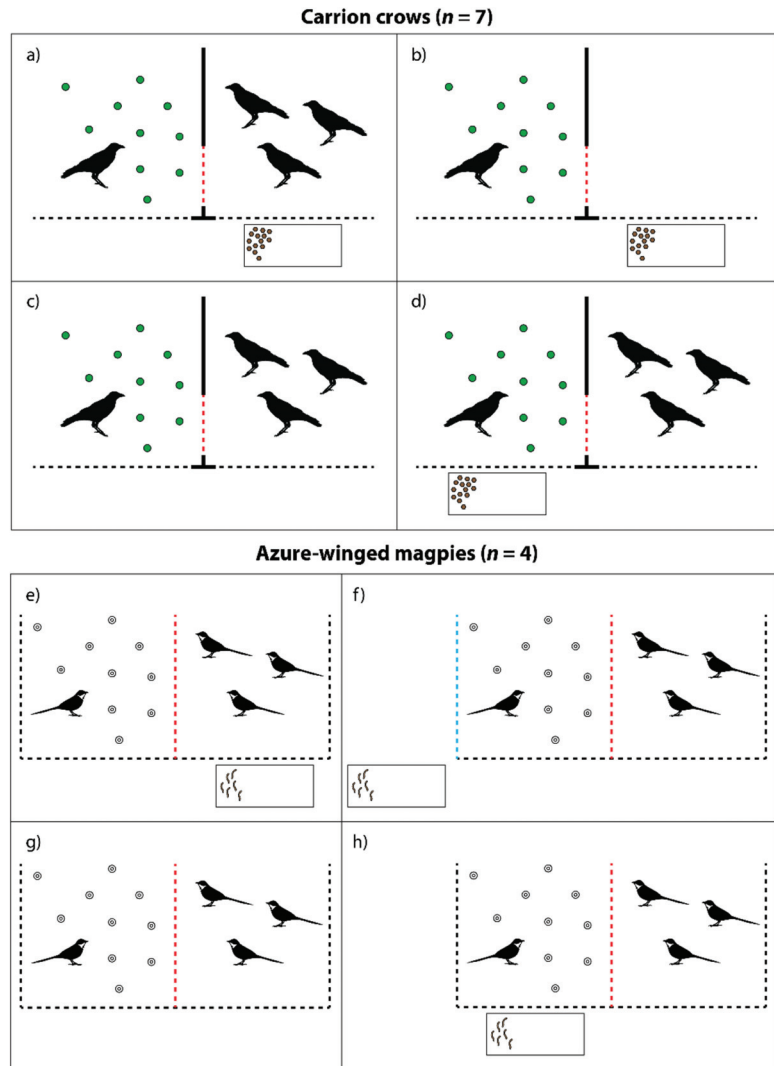 Carrion crows (n = 7)
a)
b)
c)
d)
Azure-winged magpies (n = 4)
e)
f)
g)
h)